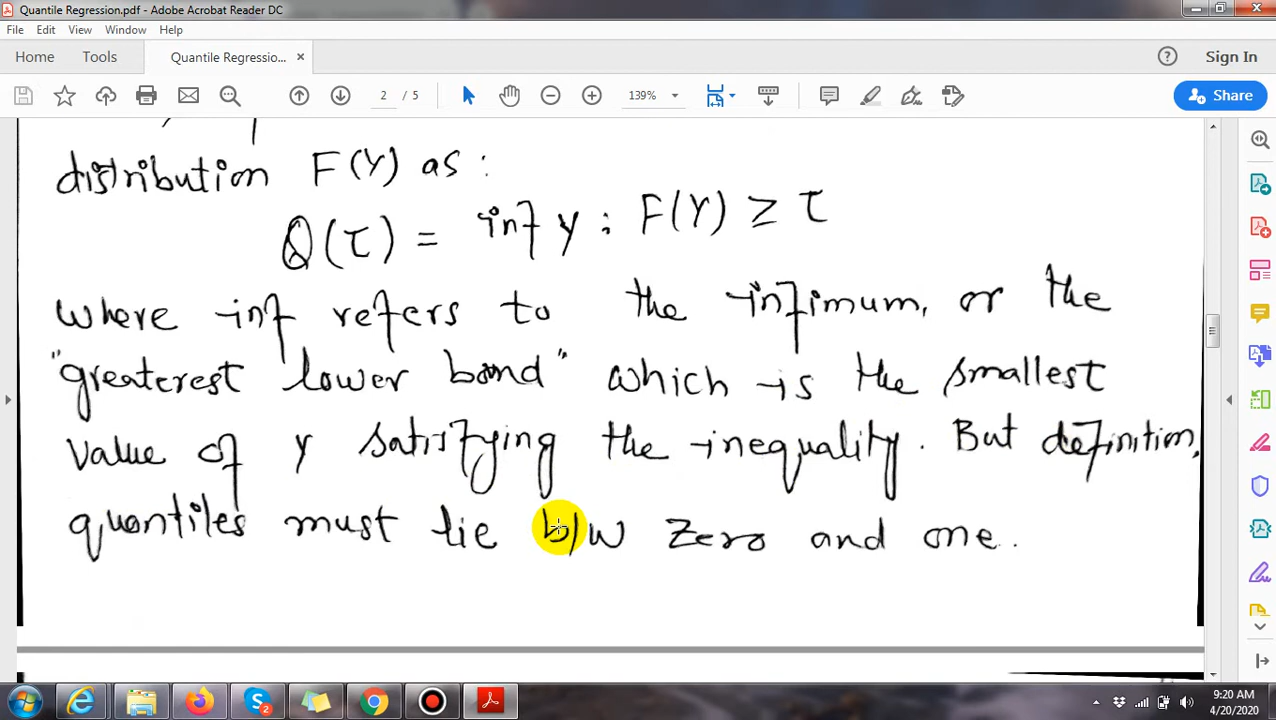 Quantile Regression.pdf - Adobe Acrobat Reader DC
File Edit View Window Help
Home Tools Quantile Regressio... × Sign In
2 / 5 139% Share
distribution F(Y) as :
Q(τ) = inf y : F(Y) ≥ τ
where inf refers to the infimum, or the
"greaterest lower bond" which is the smallest
value of y satisfying the inequality. But definition,
quantiles must lie b/w zero and one.
9:20 AM
4/20/2020